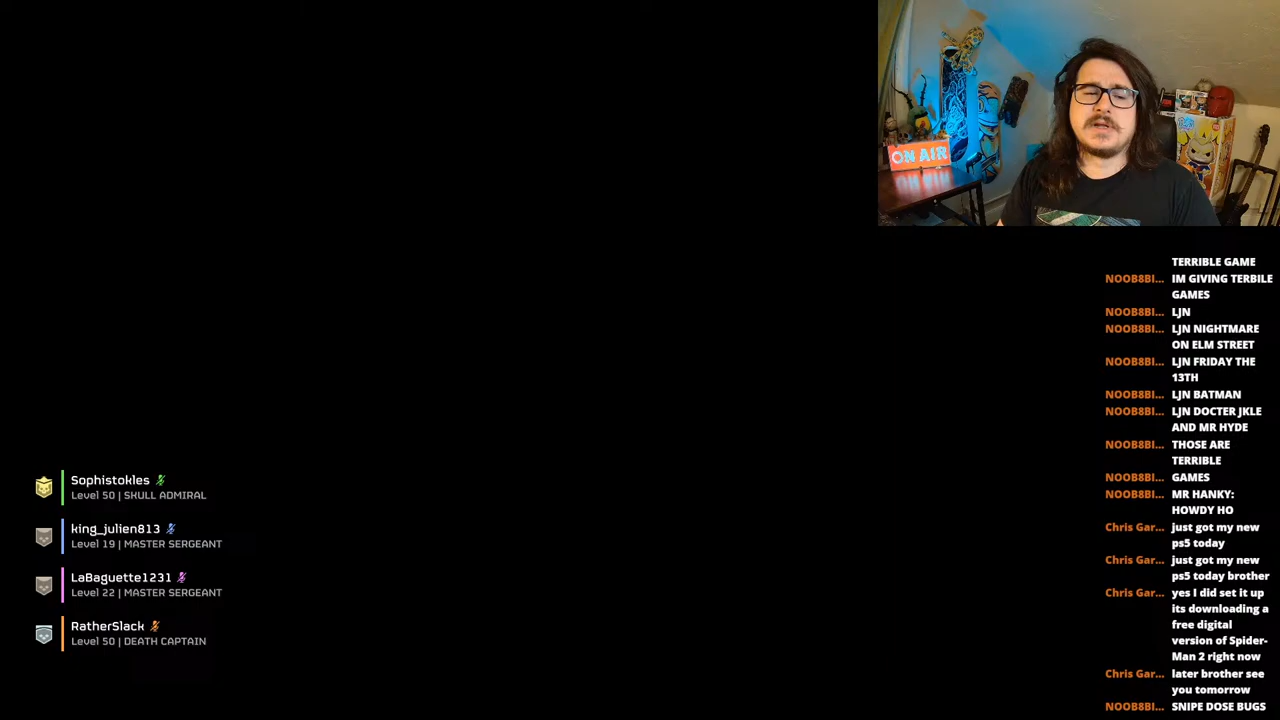 ON AIR
TERRIBLE GAME
NOOB8BI... IM GIVING TERBILE
GAMES
NOOB8BI... LJN
NOOB8BI... LJN NIGHTMARE
ON ELM STREET
NOOB8BI... LJN FRIDAY THE
13TH
NOOB8BI... LJN BATMAN
NOOB8BI... LJN DOCTER JKLE
AND MR HYDE
NOOB8BI... THOSE ARE
TERRIBLE
NOOB8BI... GAMES
NOOB8BI... MR HANKY:
HOWDY HO
Chris Gar... just got my new
ps5 today
Chris Gar... just got my new
ps5 today brother
Chris Gar... yes I did set it up
its downloading a
free digital
version of Spider-
Man 2 right now
Chris Gar... later brother see
you tomorrow
NOOB8BI... SNIPE DOSE BUGS
Sophistokles
Level 50 | SKULL ADMIRAL
king_julien813
Level 19 | MASTER SERGEANT
LaBaguette1231
Level 22 | MASTER SERGEANT
RatherSlack
Level 50 | DEATH CAPTAIN